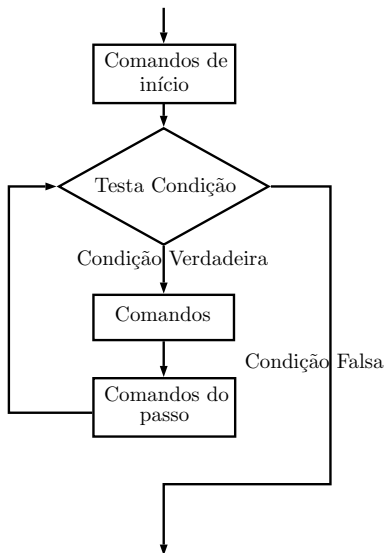 Comandos de
início
Testa Condição
Condição Verdadeira
Comandos
Condição Falsa
Comandos do
passo